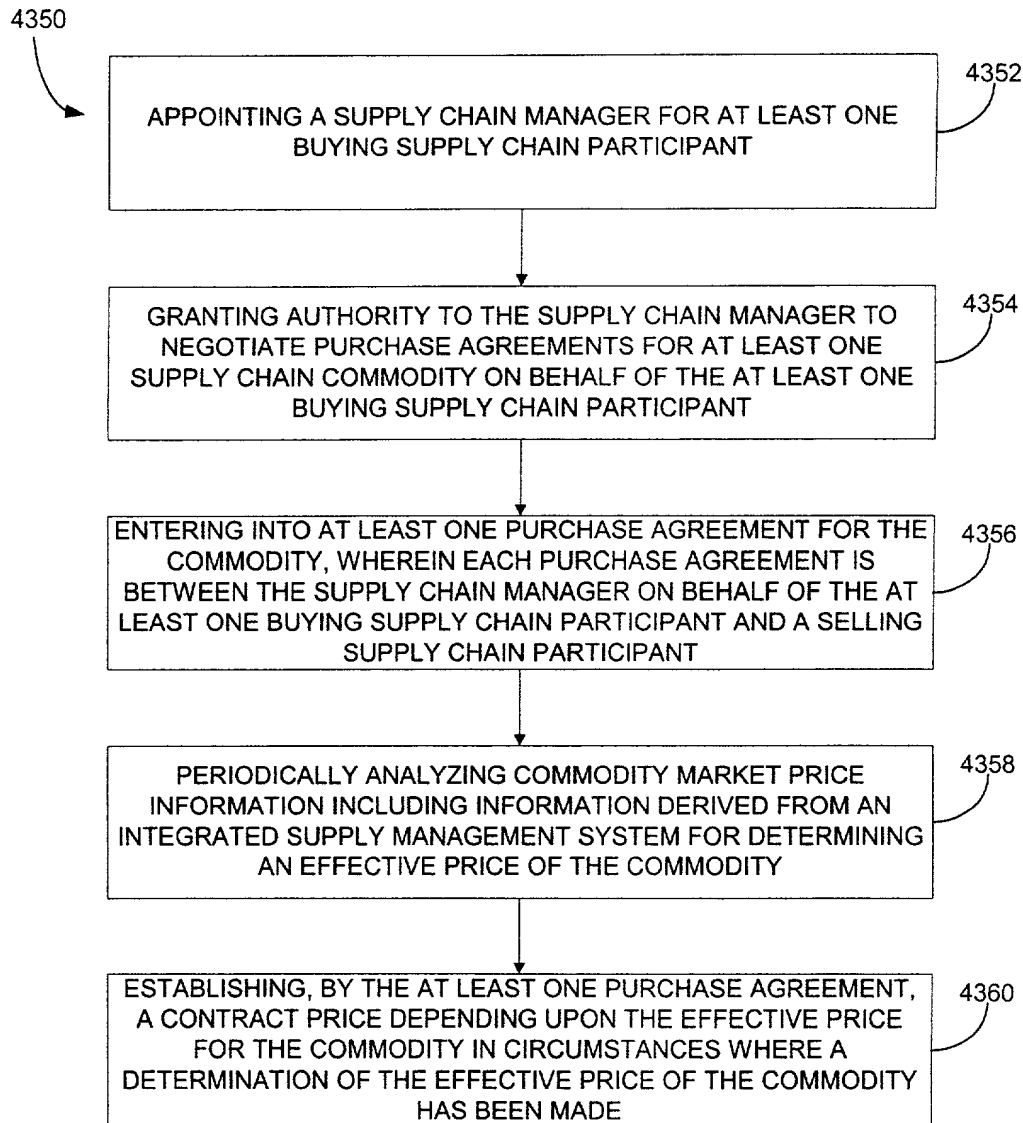 4350
4352
APPOINTING A SUPPLY CHAIN MANAGER FOR AT LEAST ONE
BUYING SUPPLY CHAIN PARTICIPANT
4354
GRANTING AUTHORITY TO THE SUPPLY CHAIN MANAGER TO
NEGOTIATE PURCHASE AGREEMENTS FOR AT LEAST ONE
SUPPLY CHAIN COMMODITY ON BEHALF OF THE AT LEAST ONE
BUYING SUPPLY CHAIN PARTICIPANT
4356
ENTERING INTO AT LEAST ONE PURCHASE AGREEMENT FOR THE
COMMODITY, WHEREIN EACH PURCHASE AGREEMENT IS
BETWEEN THE SUPPLY CHAIN MANAGER ON BEHALF OF THE AT
LEAST ONE BUYING SUPPLY CHAIN PARTICIPANT AND A SELLING
SUPPLY CHAIN PARTICIPANT
4358
PERIODICALLY ANALYZING COMMODITY MARKET PRICE
INFORMATION INCLUDING INFORMATION DERIVED FROM AN
INTEGRATED SUPPLY MANAGEMENT SYSTEM FOR DETERMINING
AN EFFECTIVE PRICE OF THE COMMODITY
4360
ESTABLISHING, BY THE AT LEAST ONE PURCHASE AGREEMENT,
A CONTRACT PRICE DEPENDING UPON THE EFFECTIVE PRICE
FOR THE COMMODITY IN CIRCUMSTANCES WHERE A
DETERMINATION OF THE EFFECTIVE PRICE OF THE COMMODITY
HAS BEEN MADE